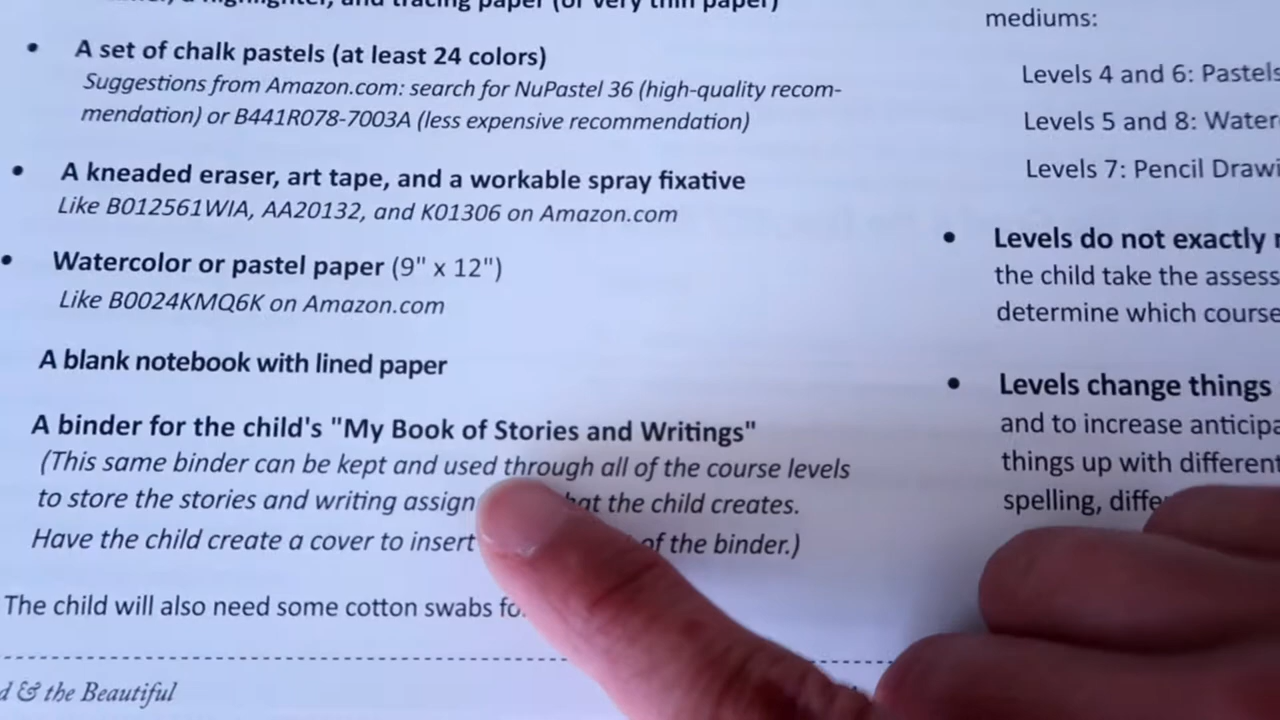 a highlighter, and tracing paper (or very thin paper)
• A set of chalk pastels (at least 24 colors)
Suggestions from Amazon.com: search for NuPastel 36 (high-quality recom-
mendation) or B441R078-7003A (less expensive recommendation)
• A kneaded eraser, art tape, and a workable spray fixative
Like B012561WIA, AA20132, and K01306 on Amazon.com
• Watercolor or pastel paper (9" x 12")
Like B0024KMQ6K on Amazon.com
A blank notebook with lined paper
A binder for the child's "My Book of Stories and Writings"
(This same binder can be kept and used through all of the course levels
to store the stories and writing assign hat the child creates.
Have the child create a cover to insert of the binder.)
The child will also need some cotton swabs fo
d & the Beautiful
mediums:
Levels 4 and 6: Pastels
Levels 5 and 8: Water
Levels 7: Pencil Drawi
• Levels do not exactly
the child take the assess
determine which course
• Levels change things
and to increase anticipa
things up with different
spelling, diffe